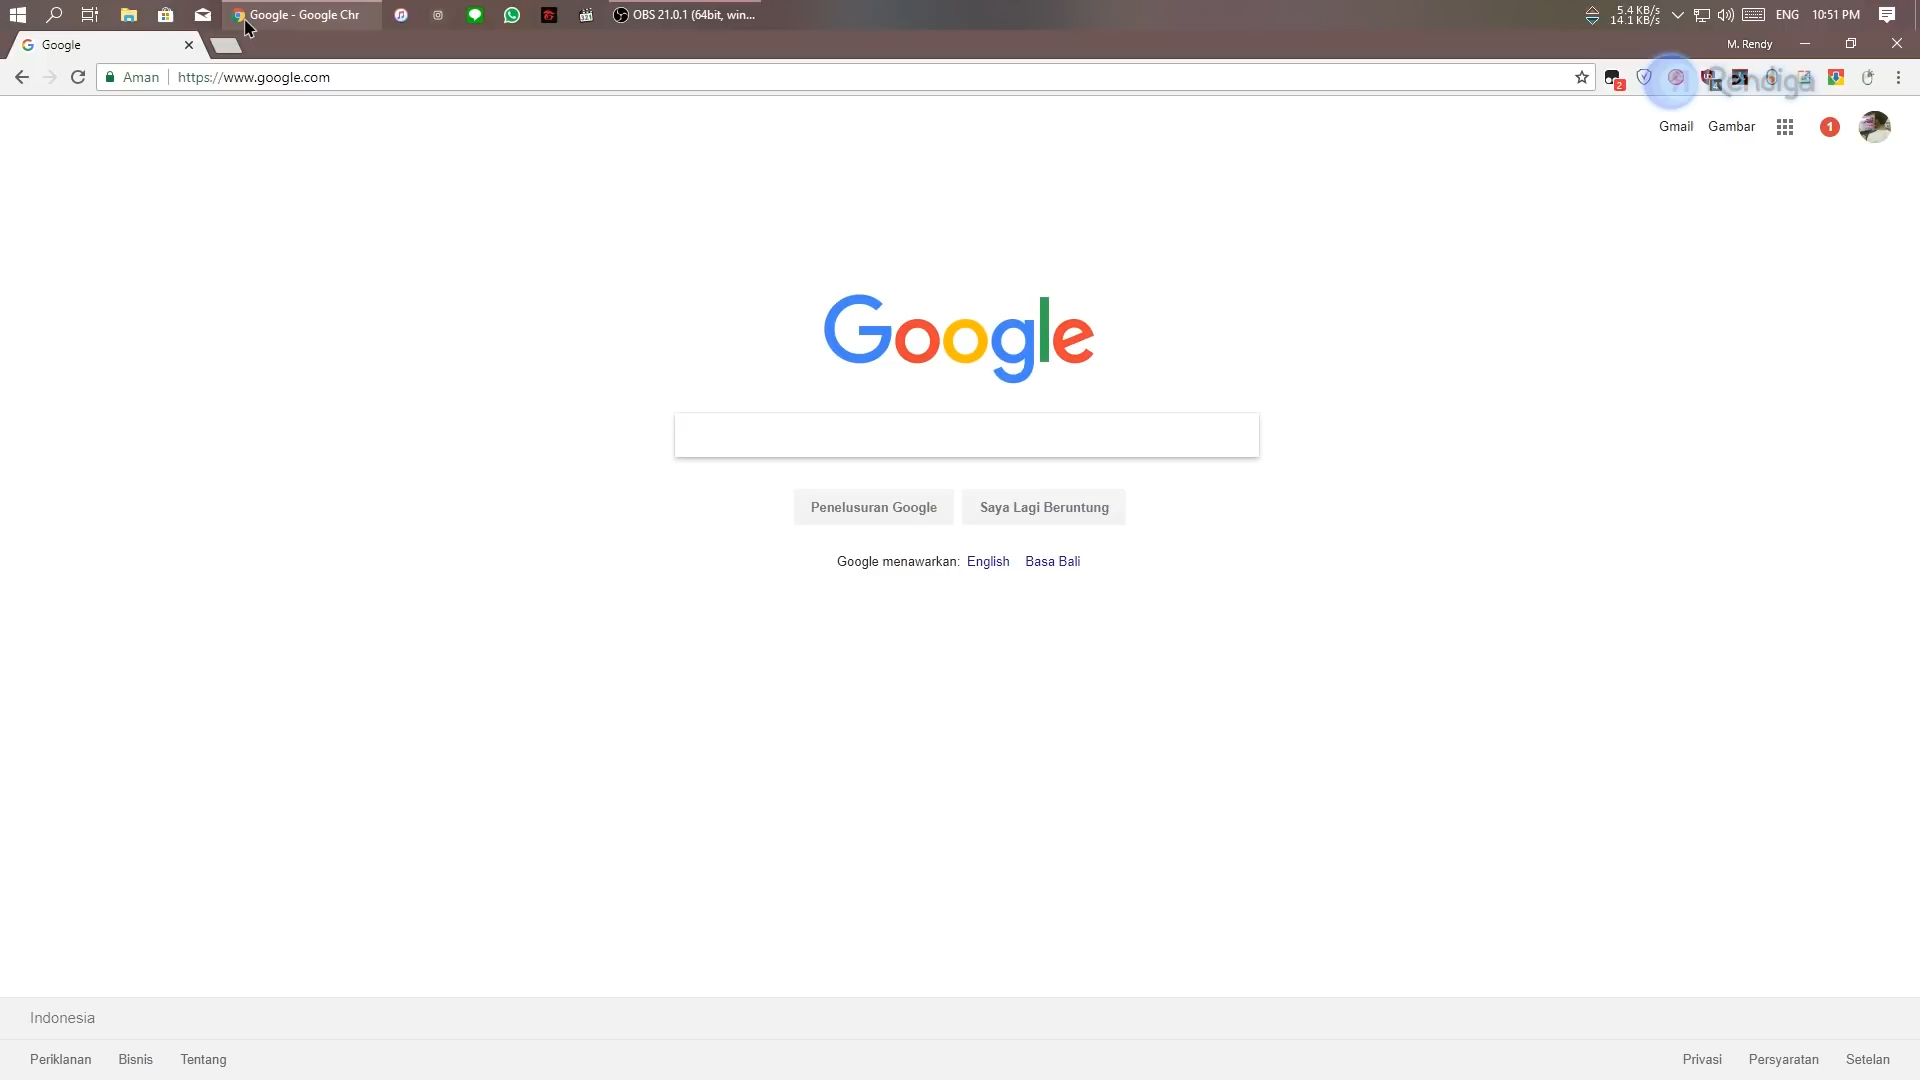 Google - Google Chr
OBS 21.0.1 (64bit, win...
5.4 KB/s
14.1 KB/s
ENG
10:51 PM
Google
M. Rendy
Aman
https://www.google.com
2
Rendiga
Gmail
Gambar
1
Google
Penelusuran Google
Saya Lagi Beruntung
Google menawarkan: English Basa Bali
Indonesia
Periklanan Bisnis Tentang
Privasi Persyaratan Setelan